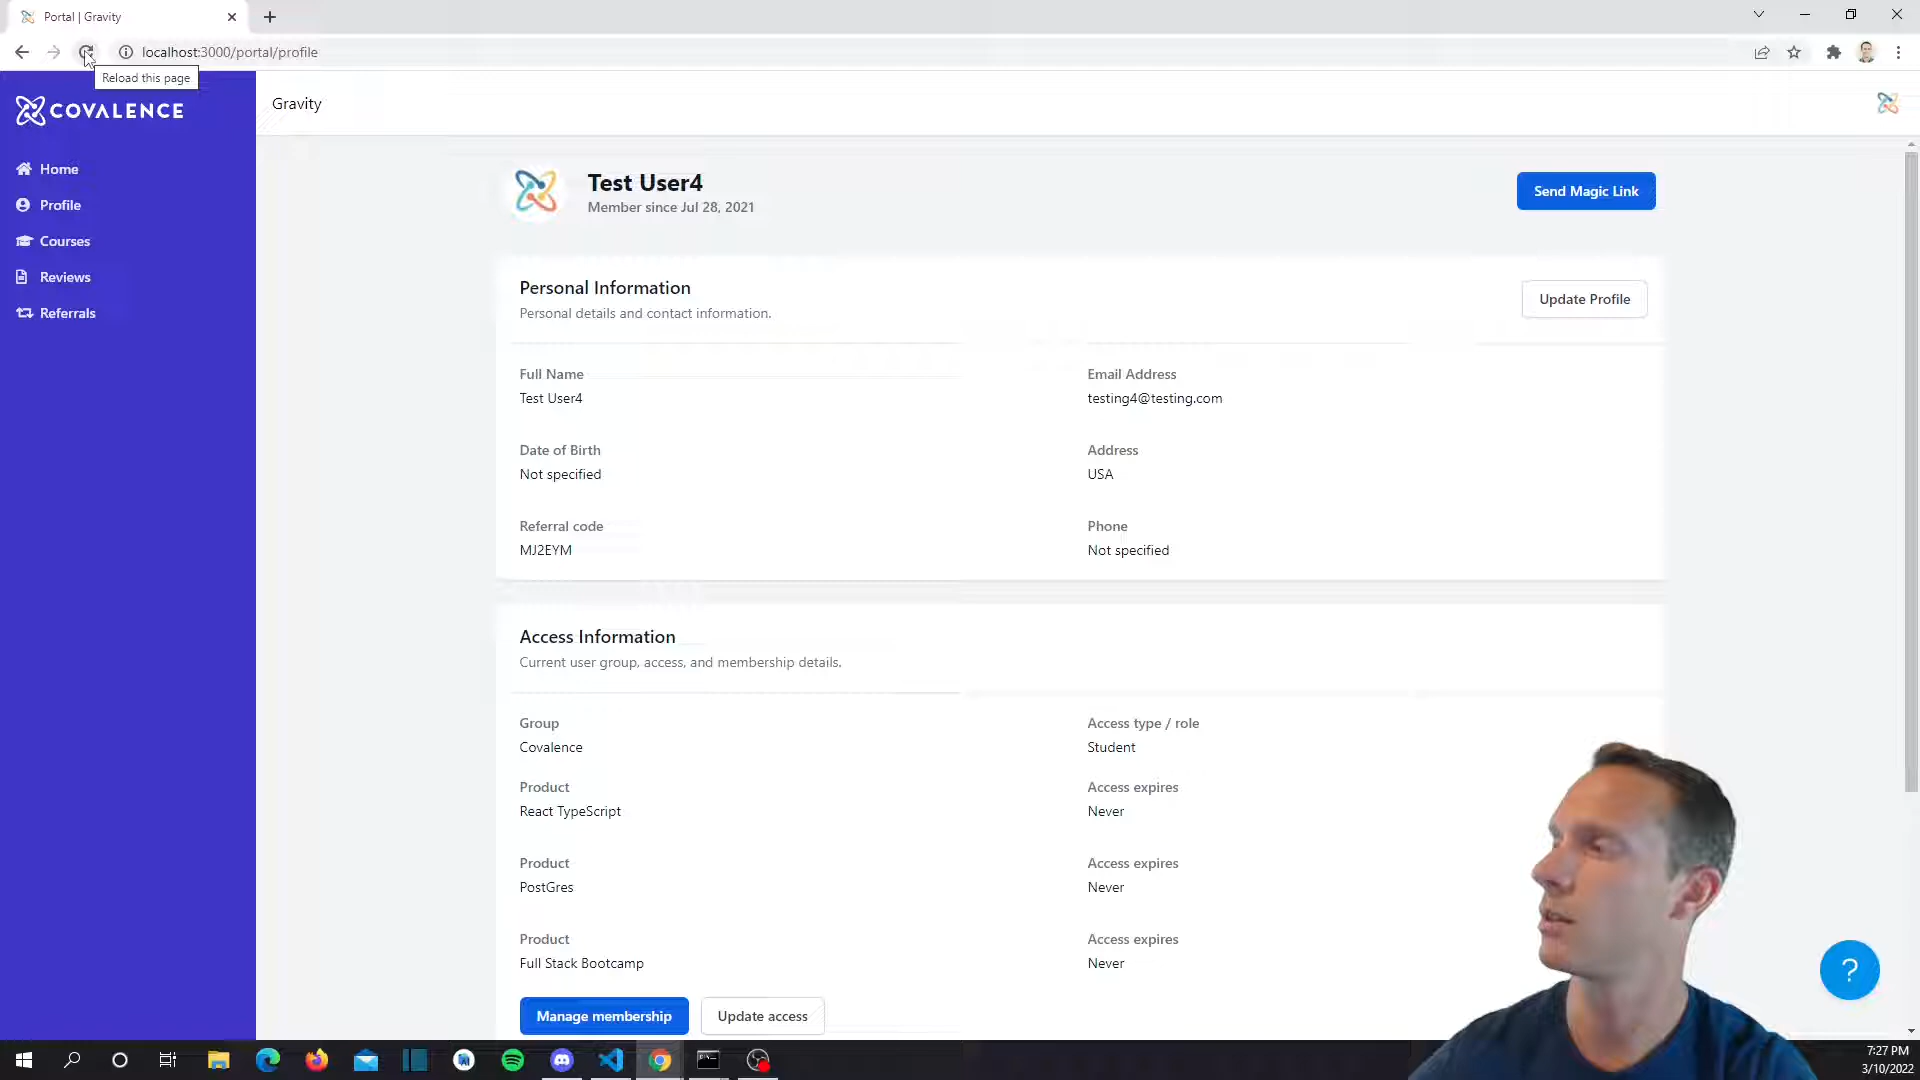 Portal | Gravity
localhost:3000/portal/profile
Reload this page
COVALENCE
Gravity
Home
Profile
Courses
Reviews
Referrals
Test User4
Member since Jul 28, 2021
Send Magic Link
Personal Information
Personal details and contact information.
Update Profile
Full Name
Test User4
Email Address
testing4@testing.com
Date of Birth
Not specified
Address
USA
Referral code
MJ2EYM
Phone
Not specified
Access Information
Current user group, access, and membership details.
Group
Covalence
Access type / role
Student
Product
React TypeScript
Access expires
Never
Product
PostGres
Access expires
Never
Product
Full Stack Bootcamp
Access expires
Never
Manage membership
Update access
?
7:27 PM
3/10/2022